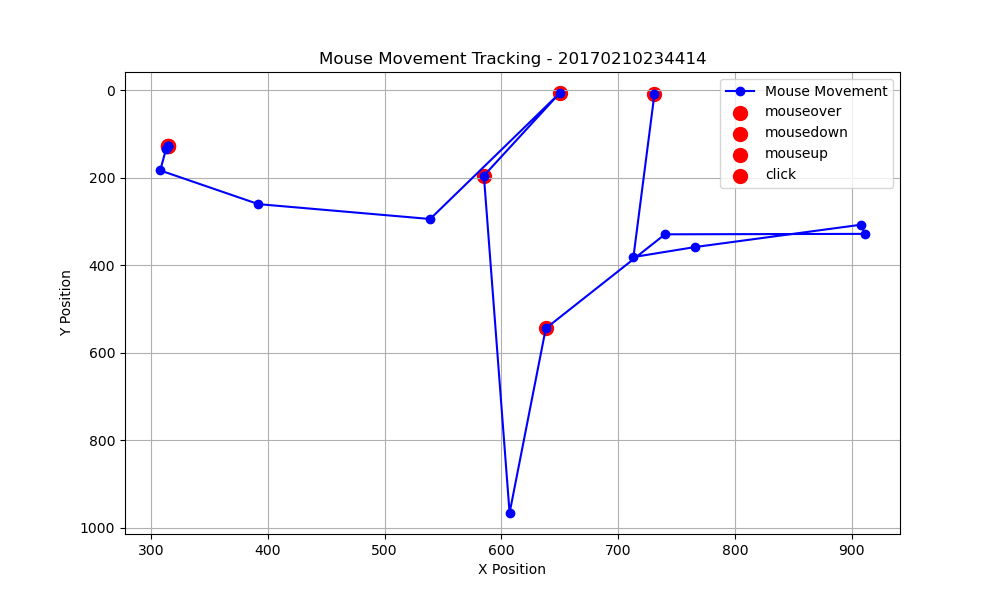 Mouse Movement Tracking - 20170210234414
Mouse Movement
mouseover
mousedown
mouseup
click
0
200
400
600
800
1000
Y Position
300
400
500
600
700
800
900
X Position